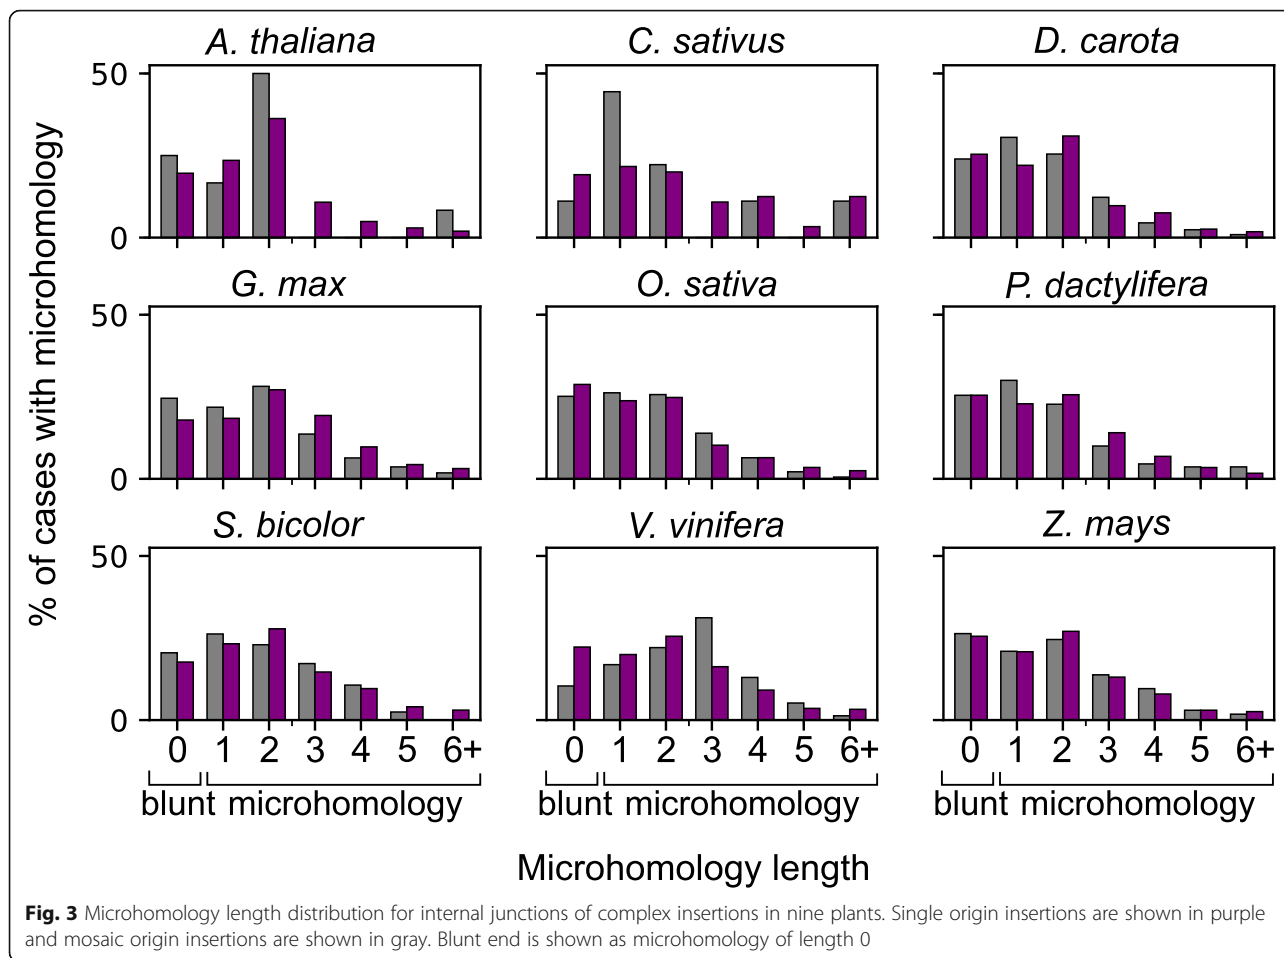 A. thaliana
C. sativus
D. carota
50
0
G. max
O. sativa
P. dactylifera
50
0
S. bicolor
V. vinifera
Z. mays
50
0
% of cases with microhomology
0 1 2 3 4 5 6+
0 1 2 3 4 5 6+
0 1 2 3 4 5 6+
blunt microhomology
blunt microhomology
blunt microhomology
Microhomology length
Fig. 3 Microhomology length distribution for internal junctions of complex insertions in nine plants. Single origin insertions are shown in purple
and mosaic origin insertions are shown in gray. Blunt end is shown as microhomology of length 0